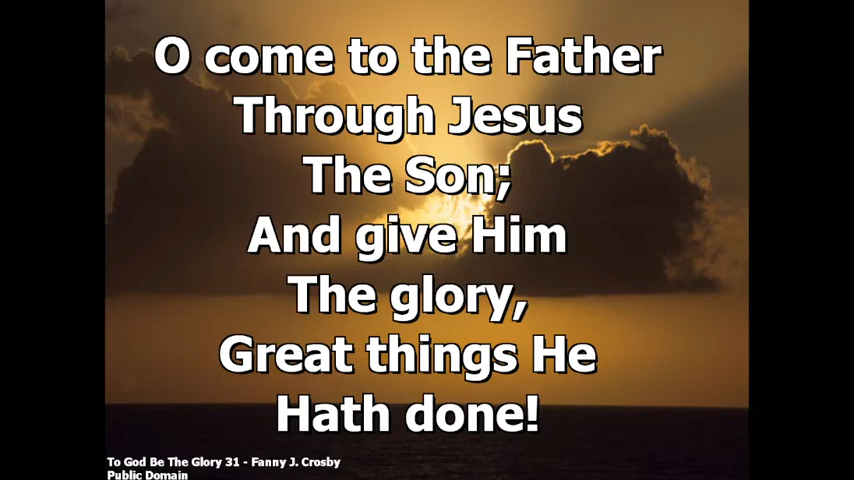 O come to the Father
Through Jesus
The Son;
And give Him
The glory,
Great things He
Hath done!
To God Be The Glory 31 - Fanny J. Crosby
Public Domain